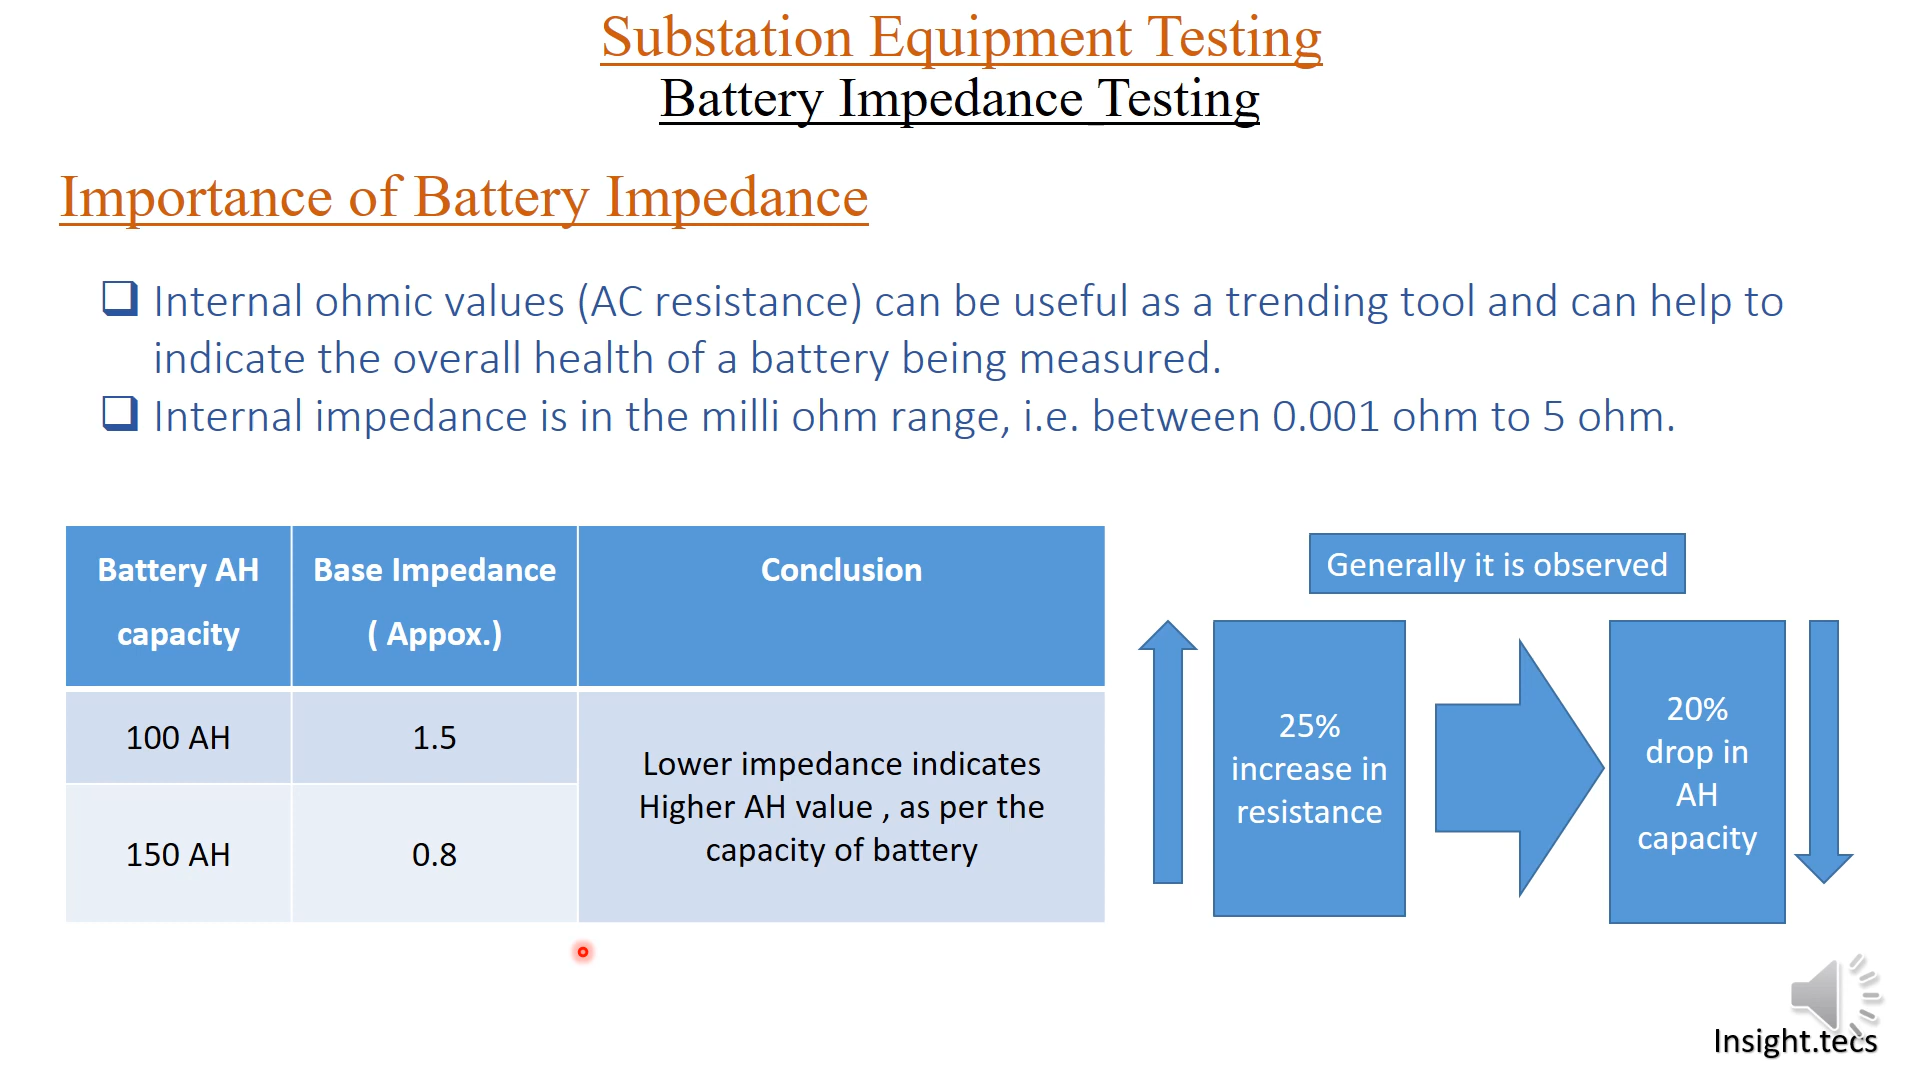 Substation Equipment Testing
Battery Impedance Testing
Importance of Battery Impedance
Internal ohmic values (AC resistance) can be useful as a trending tool and can help to
indicate the overall health of a battery being measured.
Internal impedance is in the milli ohm range, i.e. between 0.001 ohm to 5 ohm.
Battery AH
capacity
Base Impedance
( Appox.)
Conclusion
100 AH
1.5
150 AH
0.8
Lower impedance indicates
Higher AH value , as per the
capacity of battery
Generally it is observed
25%
increase in
resistance
20%
drop in
AH
capacity
Insight.tecs